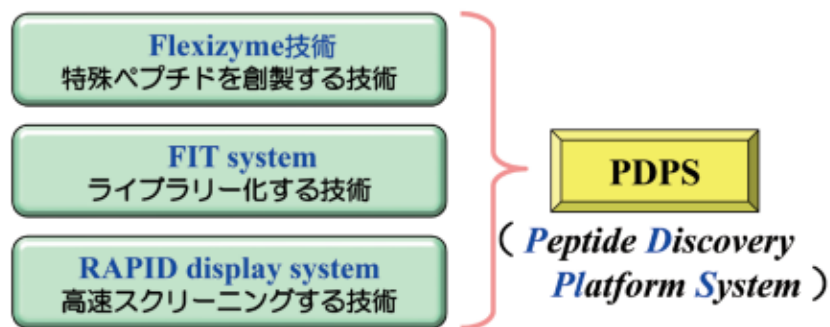 Flexizyme技術
特殊ペプチドを創製する技術
FIT system
ライブラリー化する技術
RAPID display system
高速スクリーニングする技術
PDPS
( Peptide Discovery
Platform System )